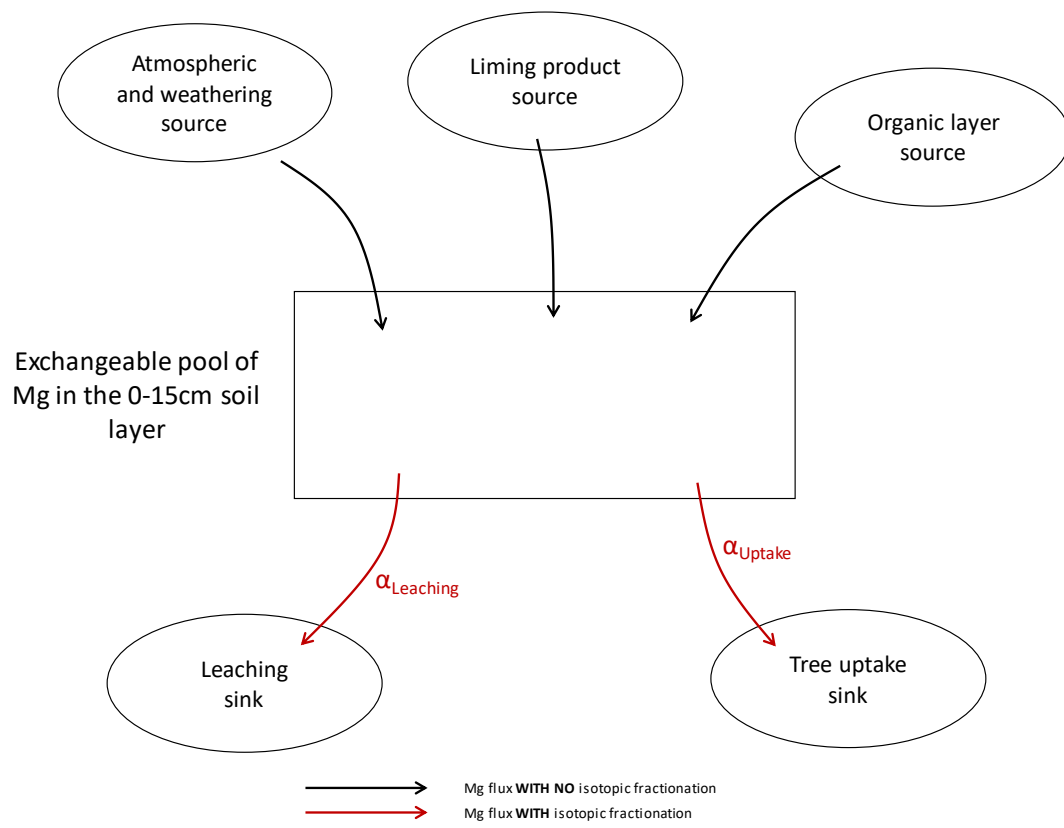 Atmospheric
and weathering
source
Liming product
source
Organic layer
source
Exchangeable pool of
Mg in the 0-15cm soil
layer
αLeaching
αUptake
Leaching
sink
Tree uptake
sink
Mg flux WITH NO isotopic fractionation
Mg flux WITH isotopic fractionation